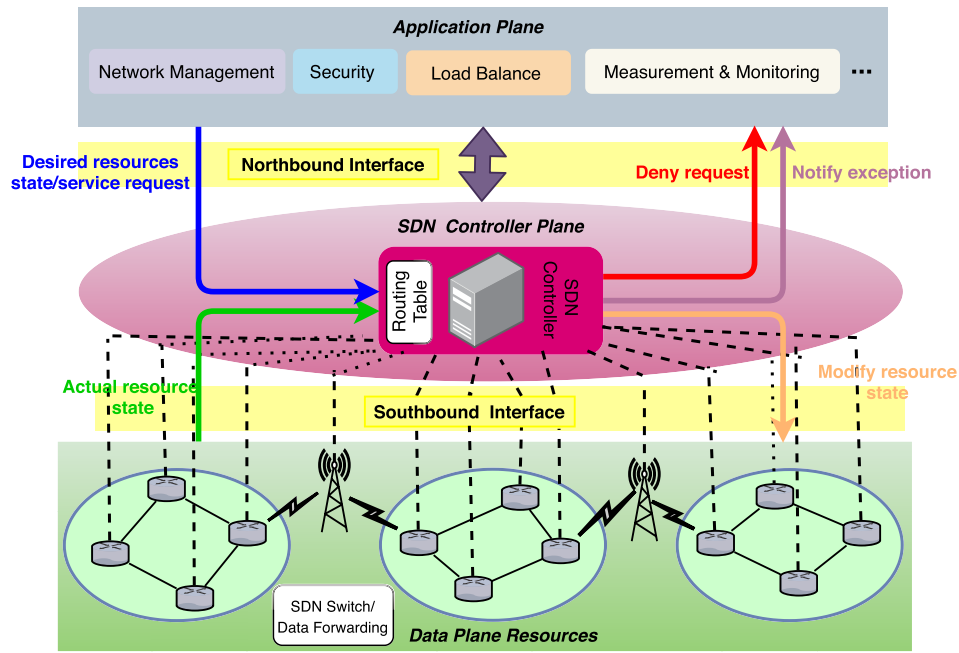 Application Plane
Network Management
Security
Load Balance
Measurement & Monitoring
...
Desired resources
state/service request
Northbound Interface
Deny request
Notify exception
SDN Controller Plane
Routing
Table
SDN
Controller
Actual resource
state
Southbound Interface
Modify resource
state
SDN Switch/
Data Forwarding
Data Plane Resources